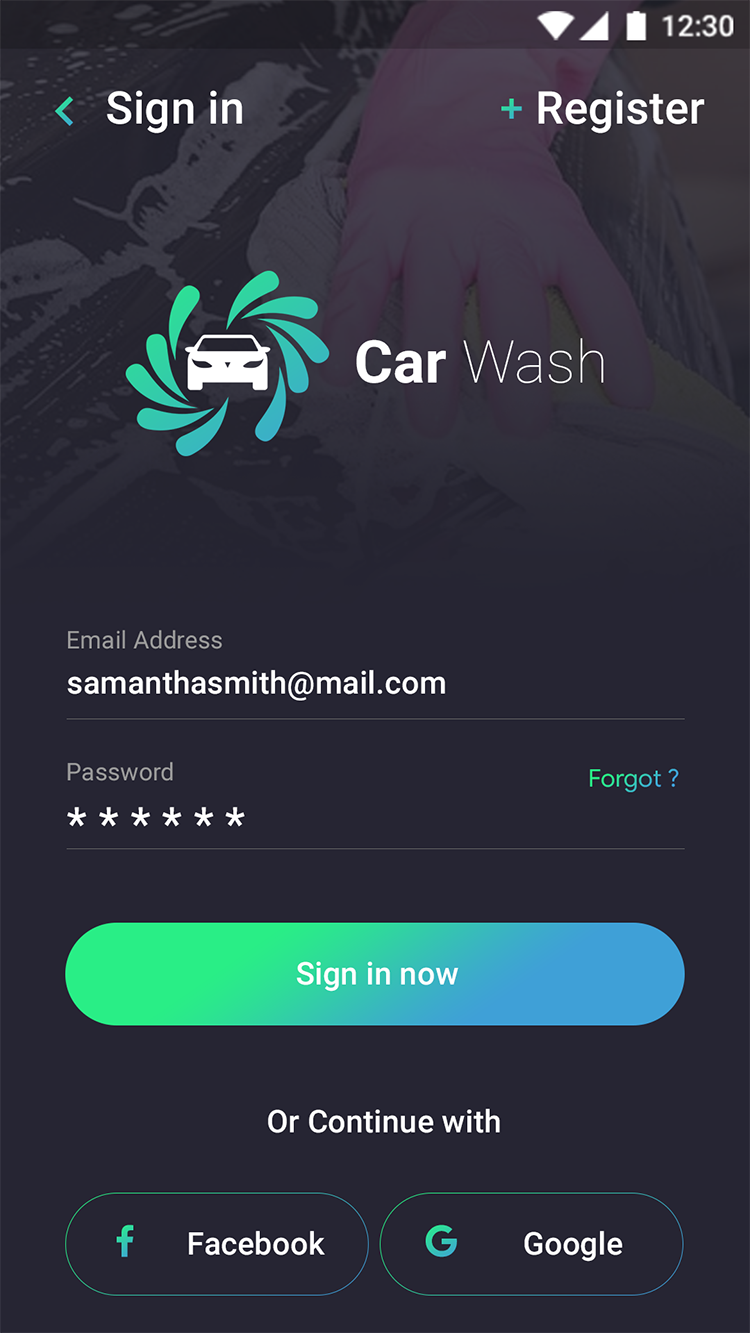 12:30
Sign in
+ Register
Car Wash
Email Address
samanthasmith@mail.com
Password
Forgot ?
* * * * * *
Sign in now
Or Continue with
f Facebook
G Google